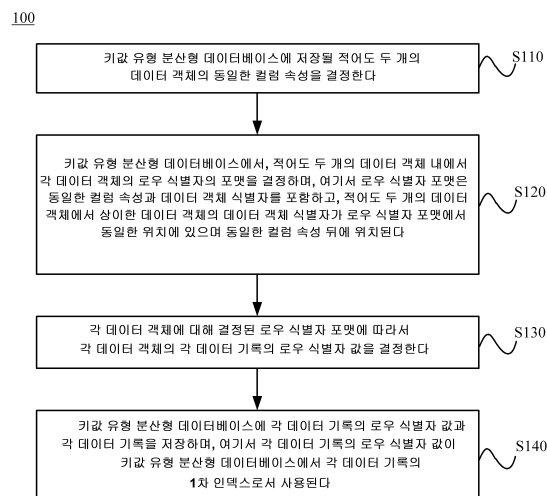 100
키값 유형 분산형 데이터베이스에 저장될 적어도 두 개의
데이터 객체의 동일한 컬럼 속성을 결정한다
S110
키값 유형 분산형 데이터베이스에서, 적어도 두 개의 데이터 객체 내에서
각 데이터 객체의 로우 식별자의 포맷을 결정하며, 여기서 로우 식별자 포맷은
동일한 컬럼 속성과 데이터 객체 식별자를 포함하고, 적어도 두 개의 데이터
객체에서 상이한 데이터 객체의 데이터 객체 식별자가 로우 식별자 포맷에서
동일한 위치에 있으며 동일한 컬럼 속성 뒤에 위치된다
S120
각 데이터 객체에 대해 결정된 로우 식별자 포맷에 따라서
각 데이터 객체의 각 데이터 기록의 로우 식별자 값을 결정한다
S130
키값 유형 분산형 데이터베이스에 각 데이터 기록의 로우 식별자 값과
각 데이터 기록을 저장하며, 여기서 각 데이터 기록의 로우 식별자 값이
키값 유형 분산형 데이터베이스에서 각 데이터 기록의
1차 인덱스로서 사용된다
S140